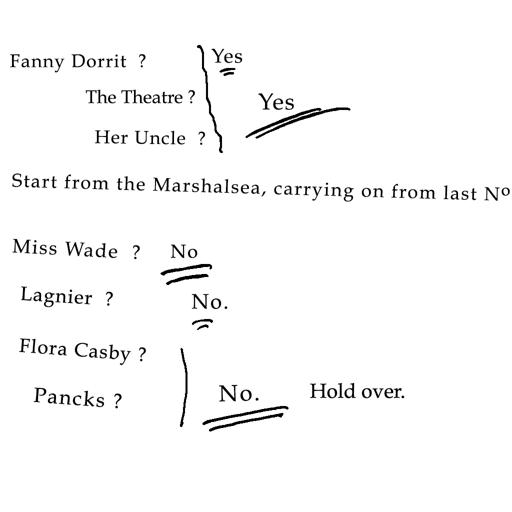 Fanny Dorrit ? Yes
The Theatre ? Yes
Her Uncle ?
Start from the Marshalsea, carrying on from last Nº
Miss Wade ? No
Lagnier ? No.
Flora Casby ?
Pancks ? No. Hold over.